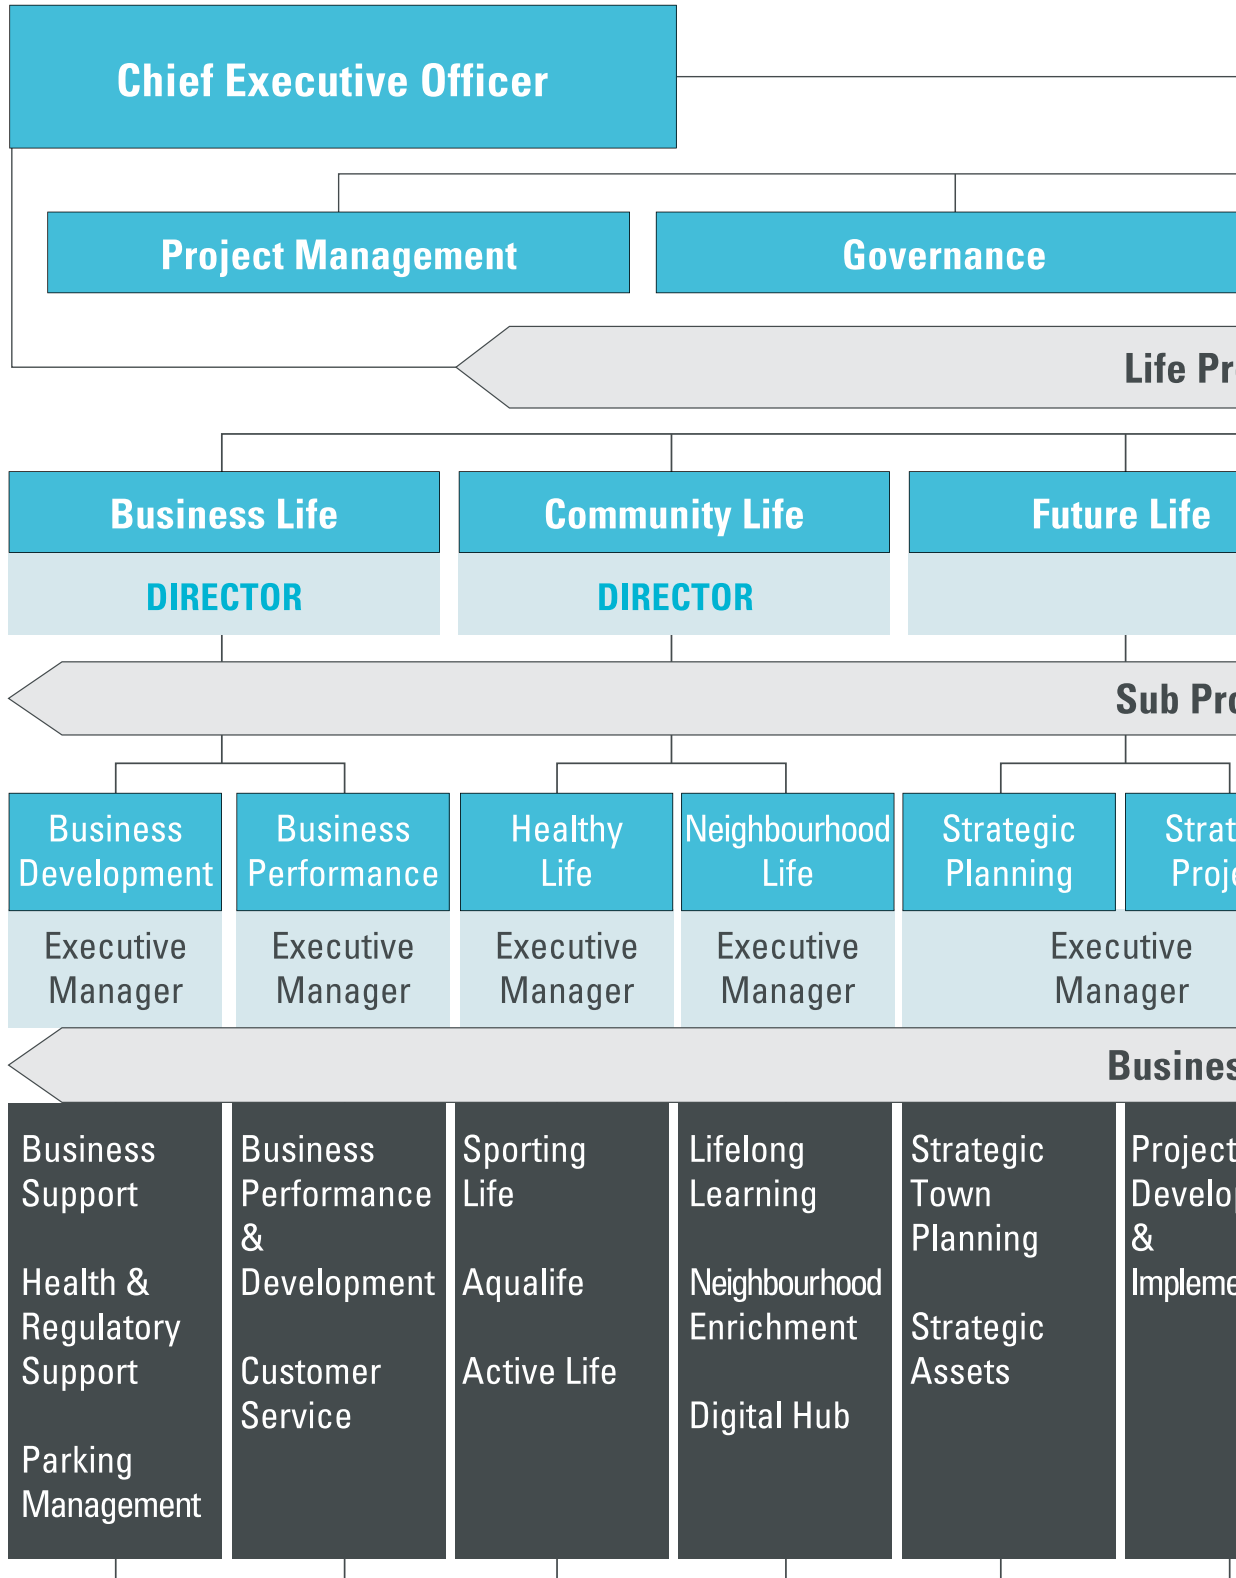 Chief Executive Officer
Project Management
Governance
Life
Business Life
Community Life
Future Life
DIRECTOR
DIRECTOR
Sub
Business
Development
Business
Performance
Healthy
Life
Neighbourhood
Life
Strategic
Planning
Executive
Manager
Executive
Manager
Executive
Manager
Executive
Manager
Executive
Manager
Business
Support
Health &
Regulatory
Support
Parking
Management
Business
Performance
&
Development
Customer
Service
Sporting
Life
Aqualife
Active Life
Lifelong
Learning
Neighbourhood
Enrichment
Digital Hub
Strategic
Town
Planning
Strategic
Assets
Project
&